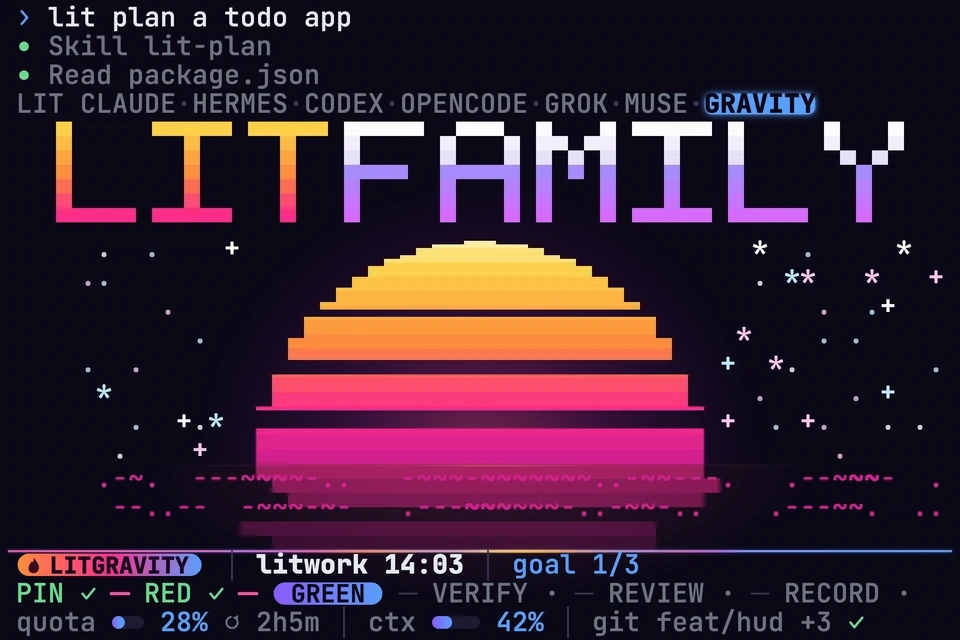 › lit plan a todo app
• Skill lit-plan
• Read package.json
LIT CLAUDE·HERMES·CODEX·OPENCODE·GROK·MUSE·GRAVITY
LITFAMILY
LITGRAVITY │ litwork 14:03 │ goal 1/3
PIN ✓ — RED ✓ — GREEN — VERIFY · — REVIEW · — RECORD ·
quota 28% ↺ 2h5m │ ctx 42% │ git feat/hud +3 ✓